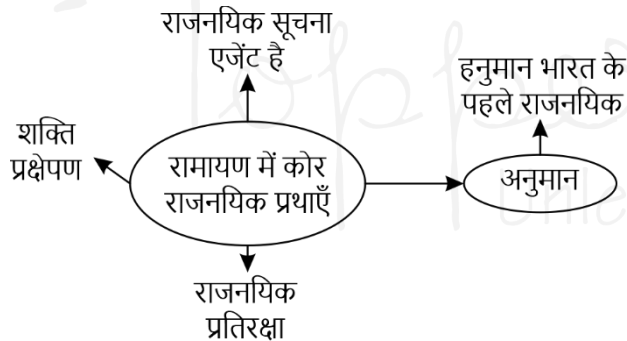 राजनयिक सूचना
एजेंट है
हनुमान भारत के
पहले राजनयिक
शक्ति
प्रक्षेपण
रामायण में कोर
राजनयिक प्रथाएँ
अनुमान
राजनयिक
प्रतिरक्षा